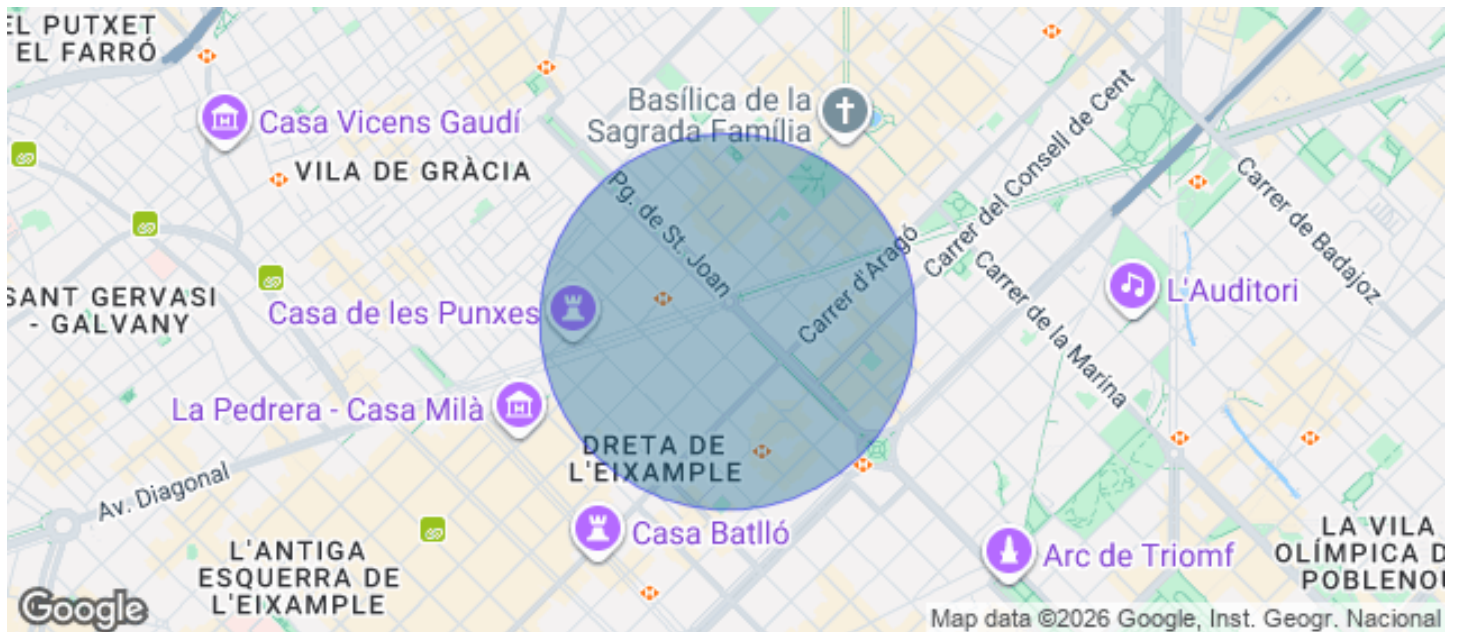 EL PUTXET
EL FARRÓ
Casa Vicens Gaudí
VILA DE GRÀCIA
Basílica de la
Sagrada Família
Carrer del Consell de Cent
Carrer de Badajoz
Pg. de St. Joan
Carrer d'Aragó
Carrer de la Marina
L'Auditori
SANT GERVASI
- GALVANY
Casa de les Punxes
La Pedrera - Casa Milà
DRETA DE
L'EIXAMPLE
Av. Diagonal
Casa Batlló
L'ANTIGA
ESQUERRA DE
L'EIXAMPLE
Arc de Triomf
LA VILA
OLÍMPICA D
POBLENOU
Google
Map data ©2026 Google, Inst. Geogr. Nacional